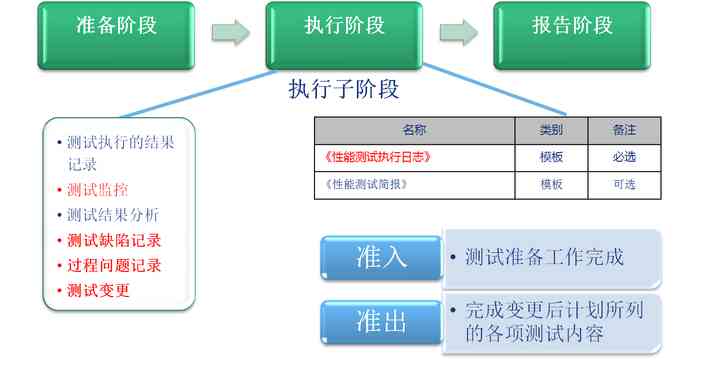 准备阶段
执行阶段
报告阶段
执行子阶段
• 测试执行的结果
记录
• 测试监控
• 测试结果分析
• 测试缺陷记录
• 过程问题记录
• 测试变更
名称 类别 备注
《性能测试执行日志》 模板 必选
《性能测试简报》 模板 可选
准入
• 测试准备工作完成
准出
• 完成变更后计划所列
的各项测试内容